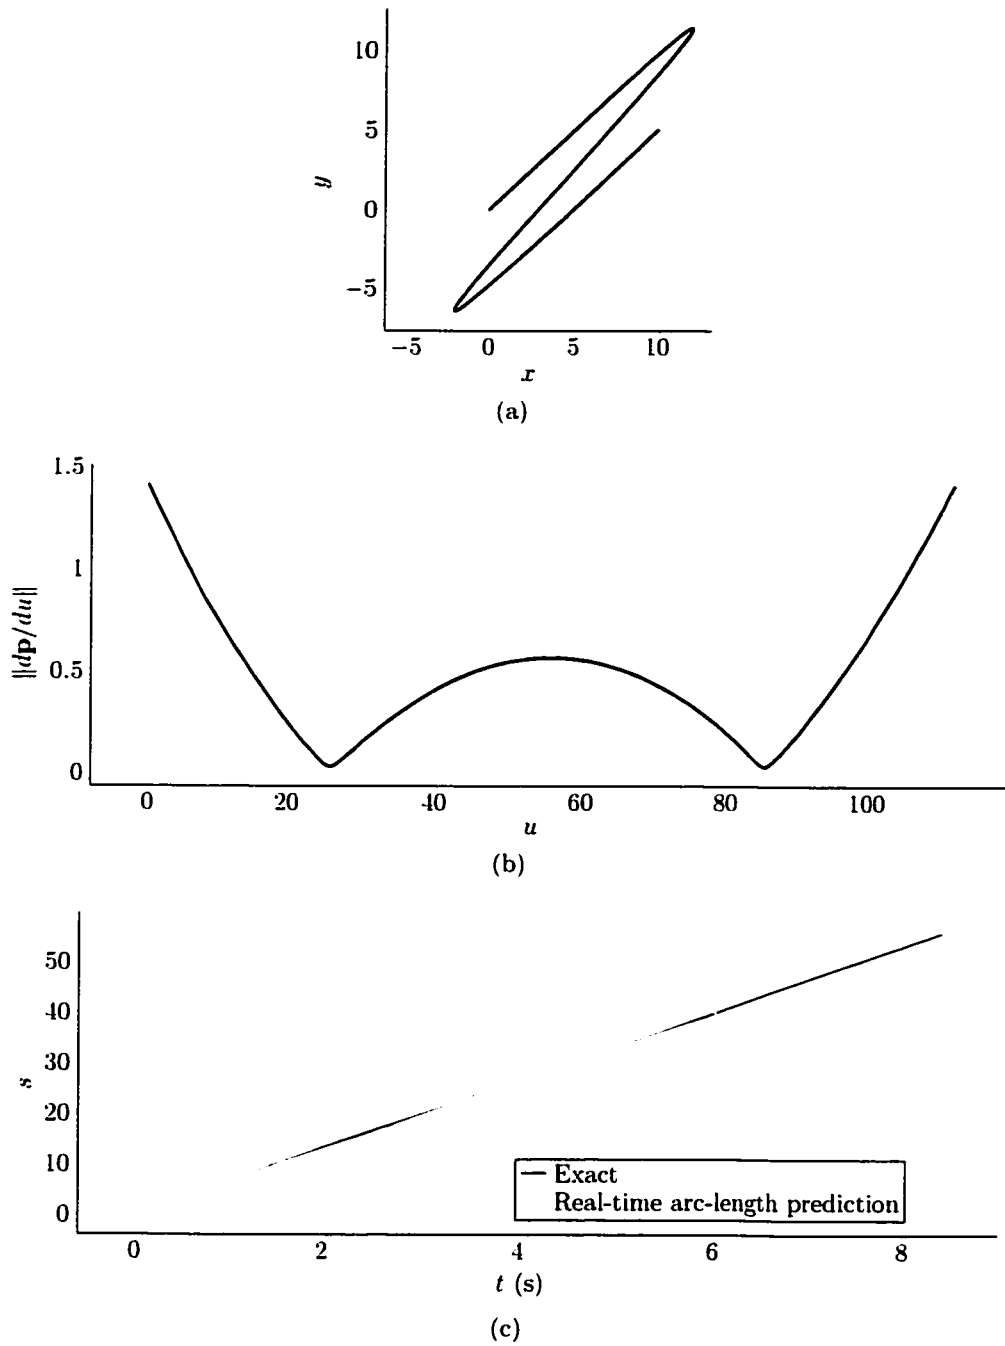 10
5
0
−5
y
−5 0 5 10
x
(a)
1.5
1
0.5
0
||dp/du||
0 20 40 60 80 100
u
(b)
50
40
30
20
10
0
s
Exact
Real-time arc-length prediction
0 2 4 6 8
t (s)
(c)